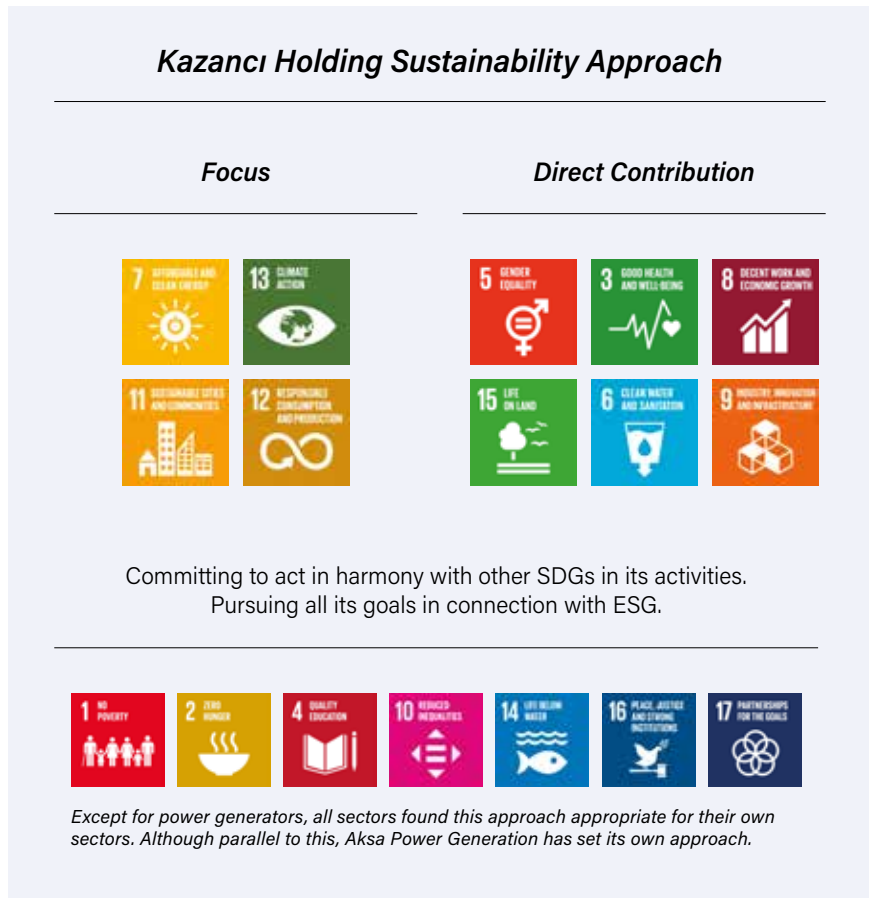 Kazancı Holding Sustainability Approach
Focus
Direct Contribution
7 AFFORDABLE AND
CLEAN ENERGY
13 CLIMATE
ACTION
5 GENDER
EQUALITY
3 GOOD HEALTH
AND WELL-BEING
8 DECENT WORK AND
ECONOMIC GROWTH
11 SUSTAINABLE CITIES
AND COMMUNITIES
12 RESPONSIBLE
CONSUMPTION
AND PRODUCTION
15 LIFE
ON LAND
6 CLEAN WATER
AND SANITATION
9 INDUSTRY, INNOVATION
AND INFRASTRUCTURE
Committing to act in harmony with other SDGs in its activities.
Pursuing all its goals in connection with ESG.
1 NO
POVERTY
2 ZERO
HUNGER
4 QUALITY
EDUCATION
10 REDUCED
INEQUALITIES
14 LIFE BELOW
WATER
16 PEACE, JUSTICE
AND STRONG
INSTITUTIONS
17 PARTNERSHIPS
FOR THE GOALS
Except for power generators, all sectors found this approach appropriate for their own
sectors. Although parallel to this, Aksa Power Generation has set its own approach.